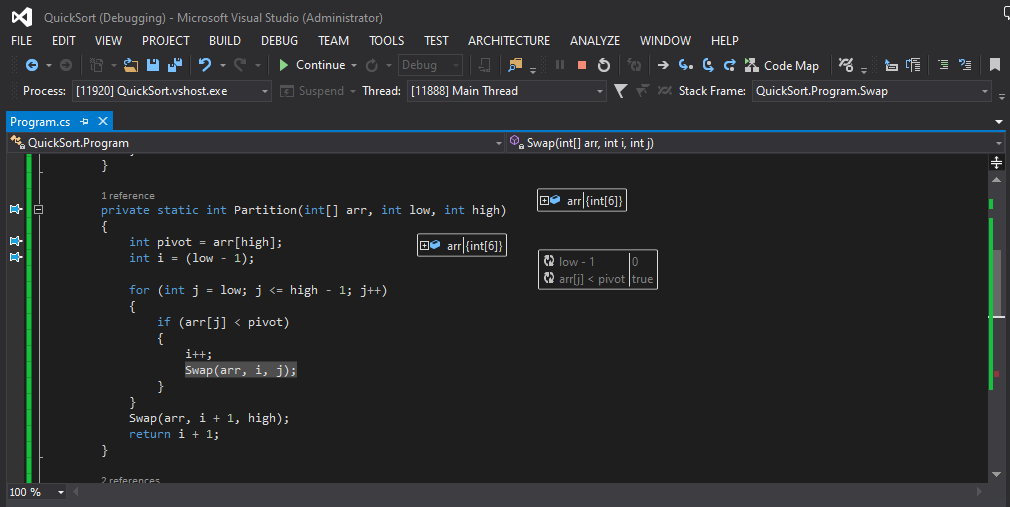 QuickSort (Debugging) - Microsoft Visual Studio (Administrator)
FILE EDIT VIEW PROJECT BUILD DEBUG TEAM TOOLS TEST ARCHITECTURE ANALYZE WINDOW HELP
Continue Debug Code Map
Process: [11920] QuickSort.vshost.exe Suspend Thread: [11888] Main Thread Stack Frame: QuickSort.Program.Swap
Program.cs
QuickSort.Program Swap(int[] arr, int i, int j)
}
1 reference
private static int Partition(int[] arr, int low, int high) arr {int[6]}
{
int pivot = arr[high]; arr {int[6]}
int i = (low - 1); low - 1 0
arr[j] < pivot true
for (int j = low; j <= high - 1; j++)
{
if (arr[j] < pivot)
{
i++;
Swap(arr, i, j);
}
}
Swap(arr, i + 1, high);
return i + 1;
}
2 references
100 %